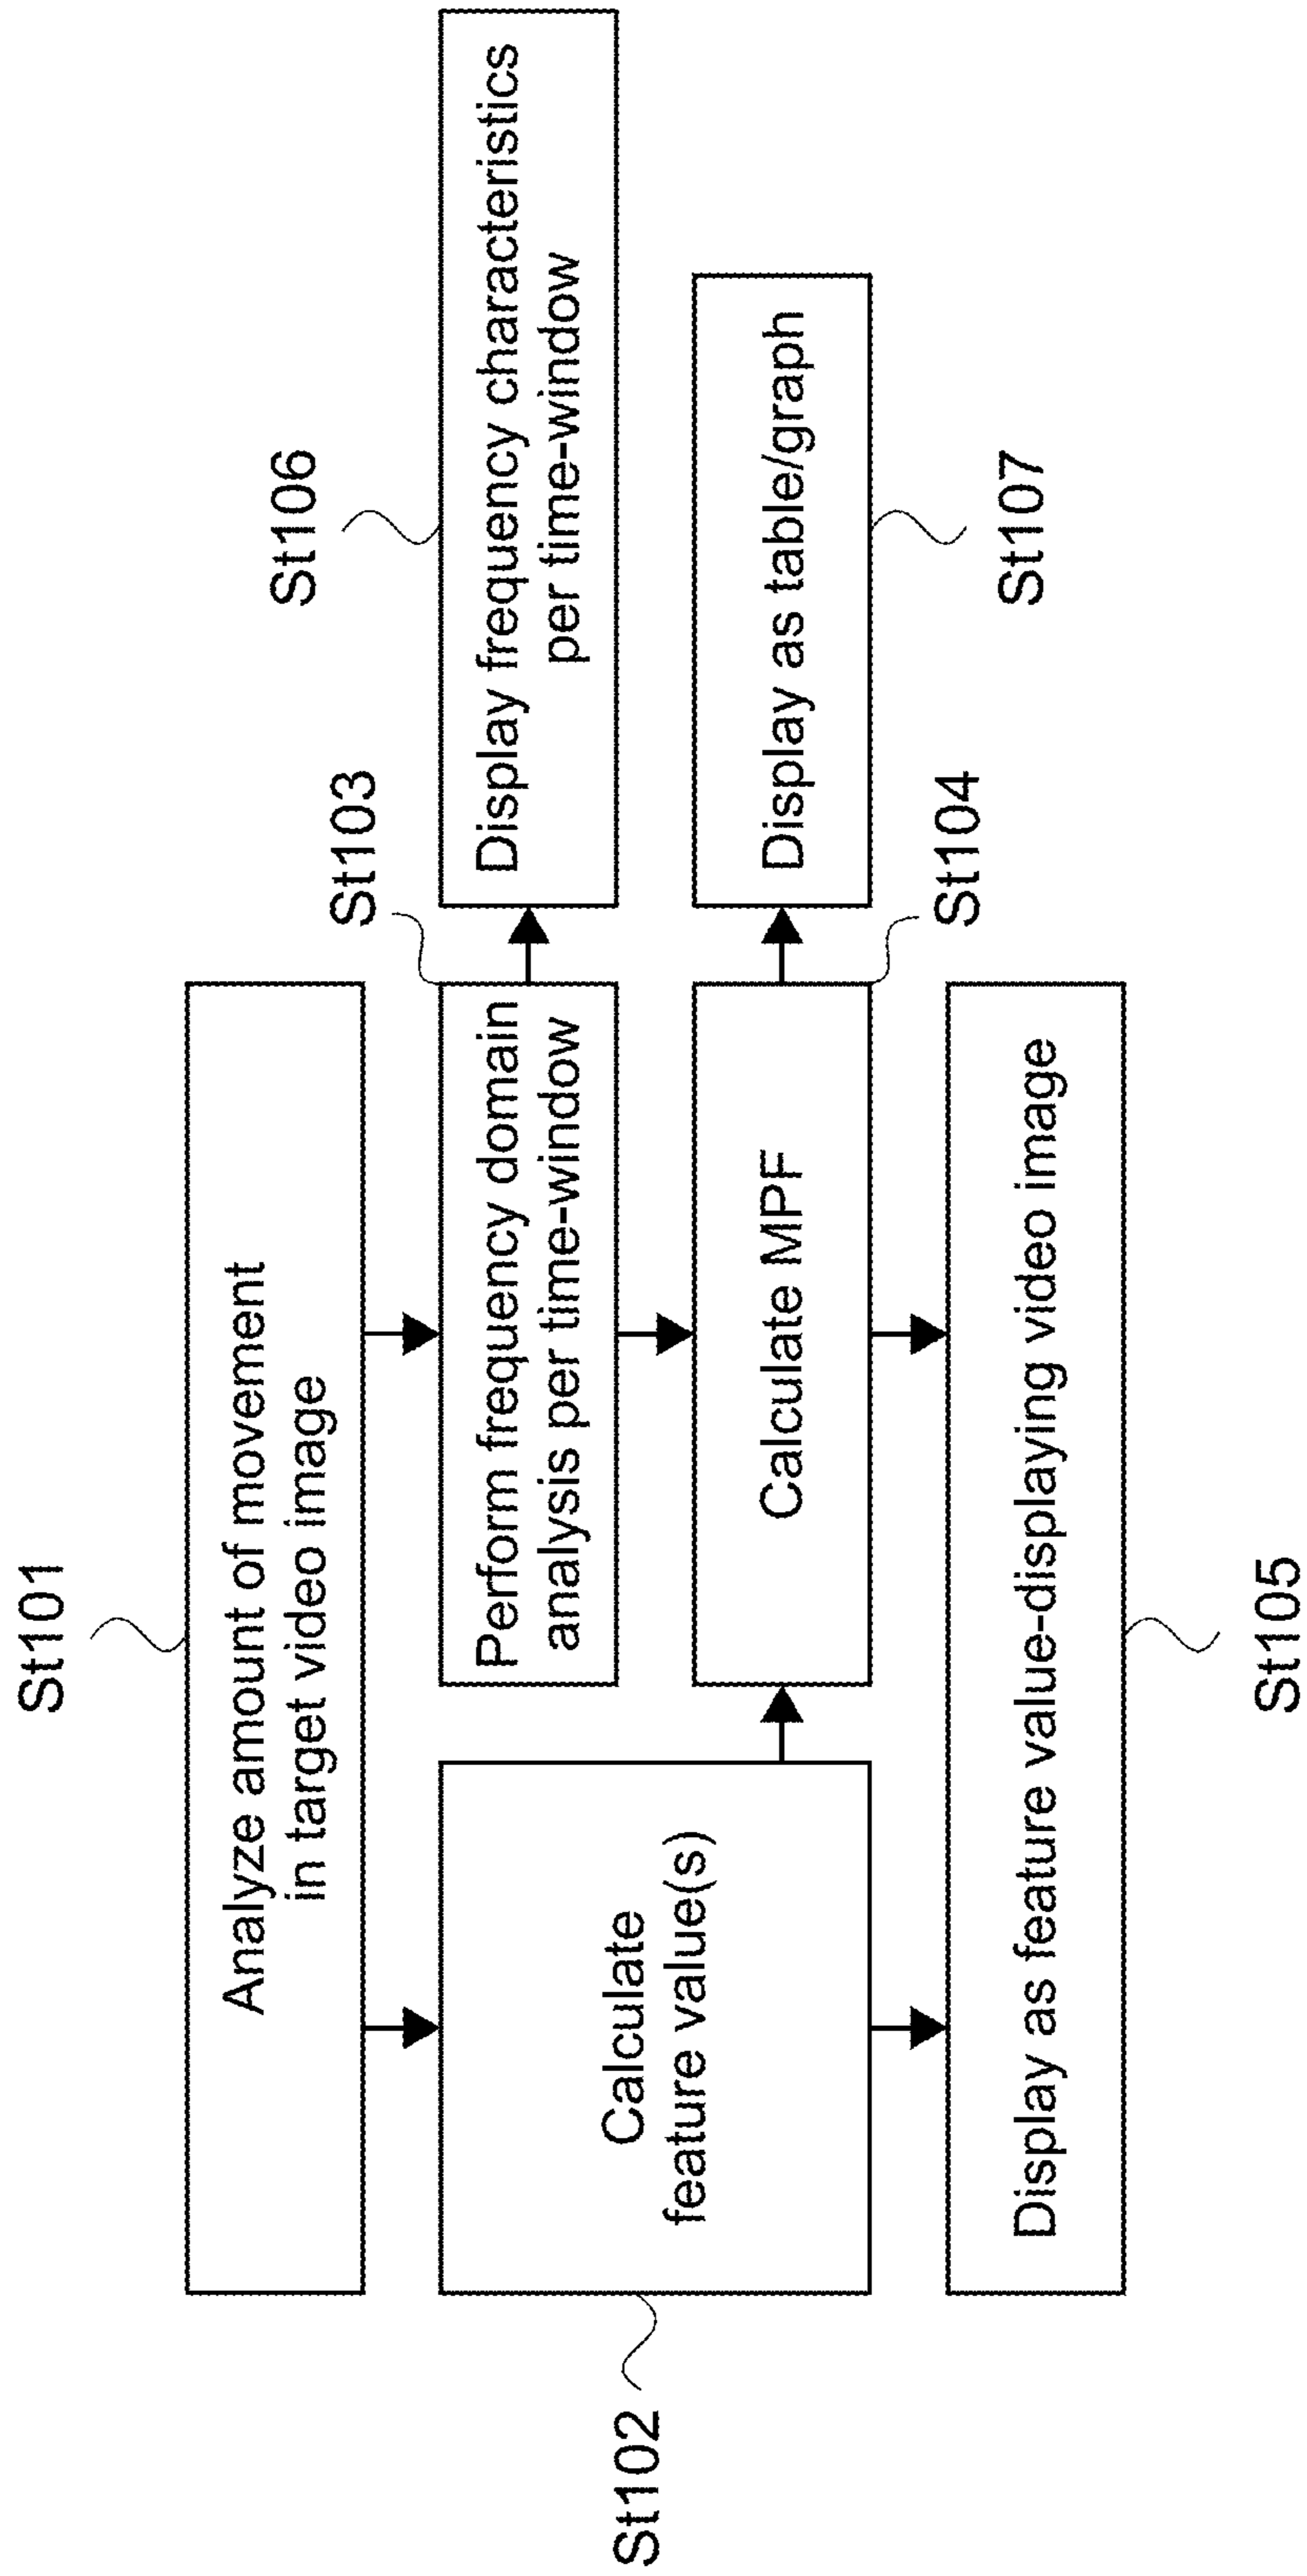 St101
Analyze amount of movement
in target video image
St102
Calculate
feature value(s)
St103
Perform frequency domain
analysis per time-window
St106
Display frequency characteristics
per time-window
Calculate MPF
St104
Display as table/graph
St107
Display as feature value-displaying video image
St105